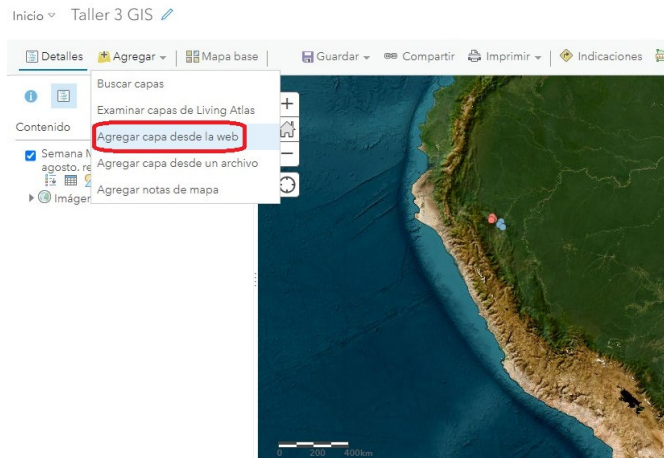 Inicio Taller 3 GIS
Detalles Agregar Mapa base Guardar Compartir Imprimir Indicaciones
Buscar capas
Examinar capas de Living Atlas
Contenido
Agregar capa desde la web
Semana
agosto. re
Agregar capa desde un archivo
Agregar notas de mapa
Imáger
0 200 400km